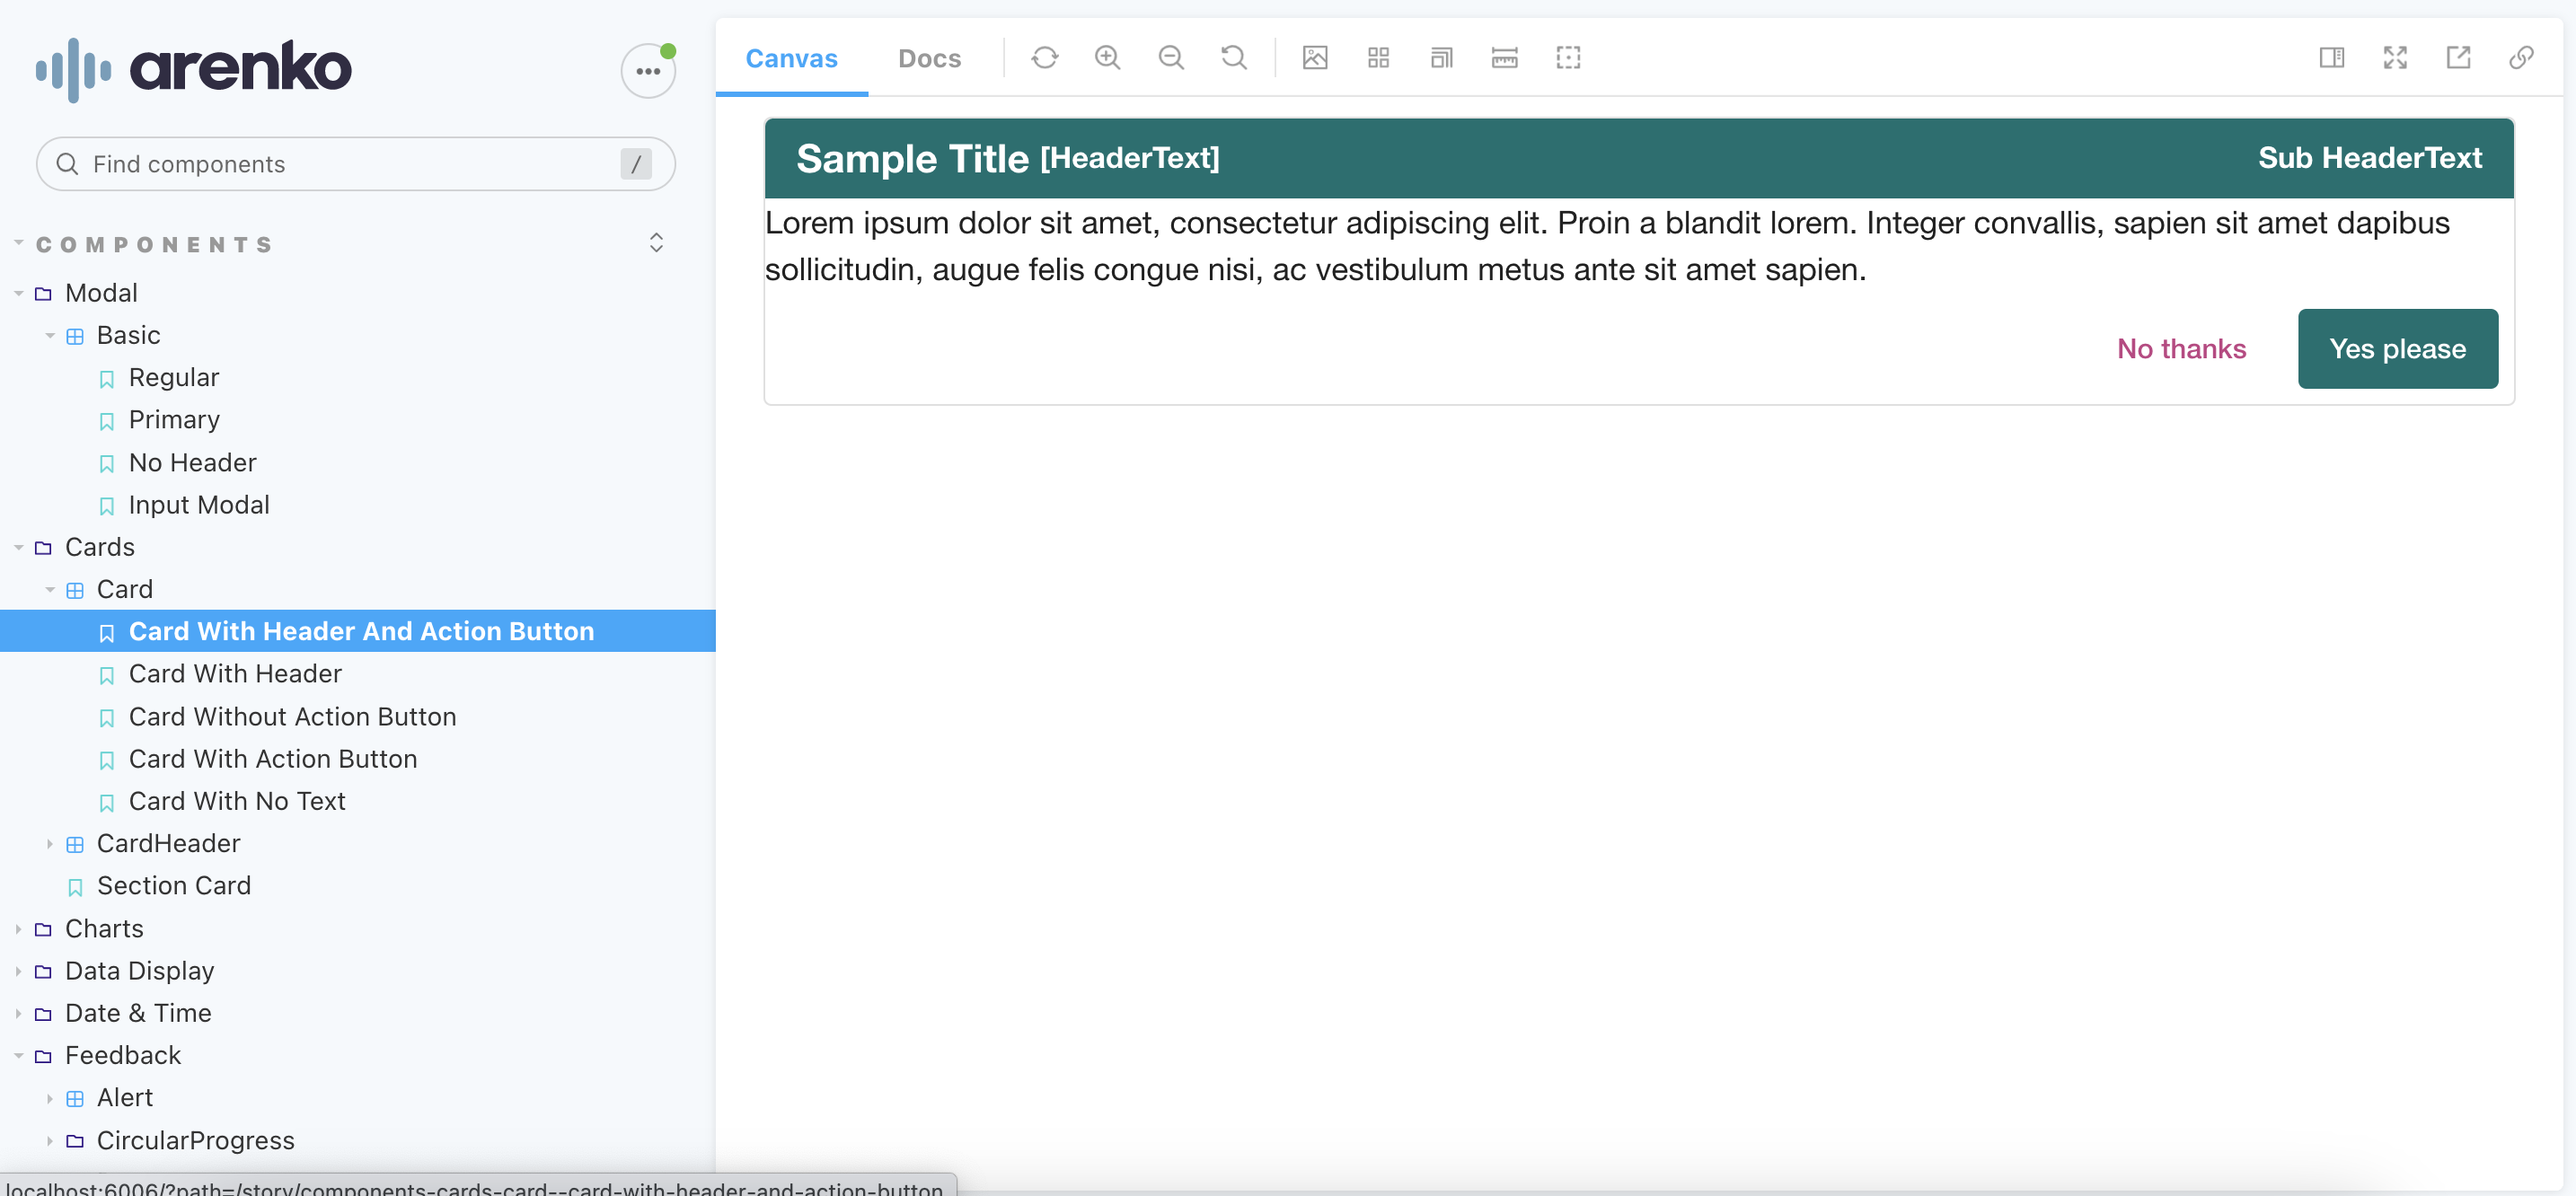 arenko
Find components /
COMPONENTS
Modal
Basic
Regular
Primary
No Header
Input Modal
Cards
Card
Card With Header And Action Button
Card With Header
Card Without Action Button
Card With Action Button
Card With No Text
CardHeader
Section Card
Charts
Data Display
Date & Time
Feedback
Alert
CircularProgress
localhost:6006/?path=/story/components-cards-card--card-with-header-and-action-button
Canvas Docs
Sample Title [HeaderText] Sub HeaderText
Lorem ipsum dolor sit amet, consectetur adipiscing elit. Proin a blandit lorem. Integer convallis, sapien sit amet dapibus
sollicitudin, augue felis congue nisi, ac vestibulum metus ante sit amet sapien.
No thanks Yes please